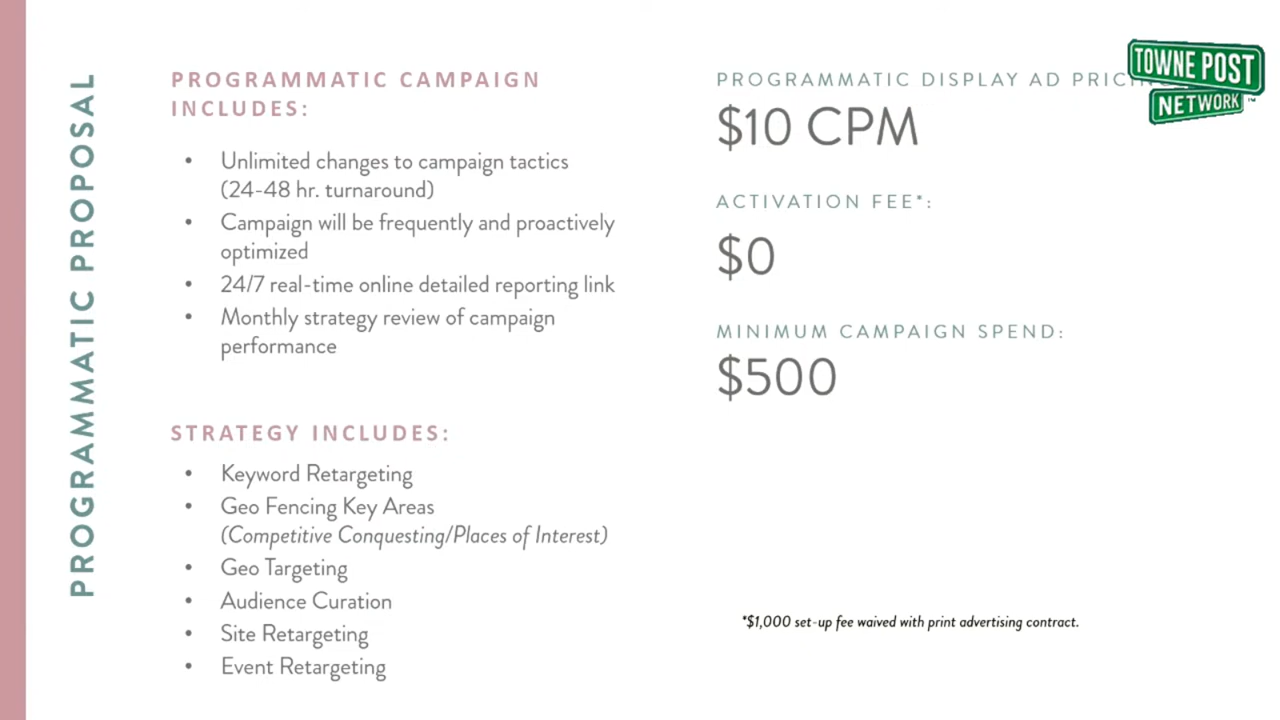 PROGRAMMATIC PROPOSAL
PROGRAMMATIC CAMPAIGN
INCLUDES:
• Unlimited changes to campaign tactics
(24-48 hr. turnaround)
• Campaign will be frequently and proactively
optimized
• 24/7 real-time online detailed reporting link
• Monthly strategy review of campaign
performance
STRATEGY INCLUDES:
• Keyword Retargeting
• Geo Fencing Key Areas
(Competitive Conquesting/Places of Interest)
• Geo Targeting
• Audience Curation
• Site Retargeting
• Event Retargeting
PROGRAMMATIC DISPLAY AD
$10 CPM
ACTIVATION FEE*:
$0
MINIMUM CAMPAIGN SPEND:
$500
*$1,000 set-up fee waived with print advertising contract.
TOWNE POST
NETWORK™